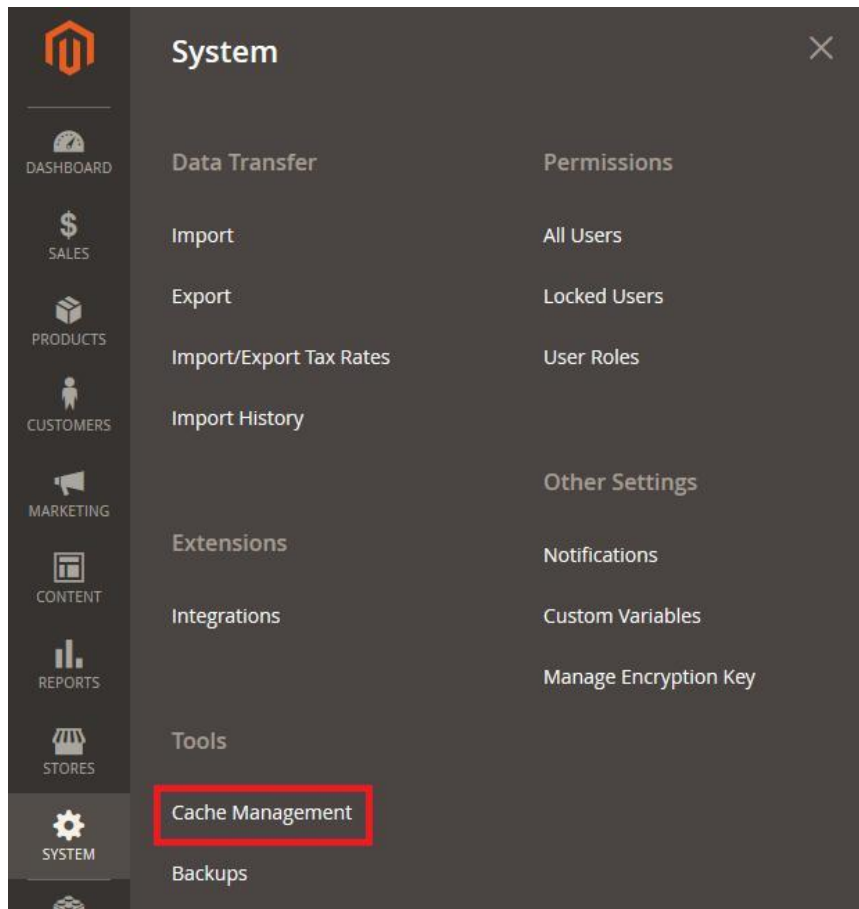 System
DASHBOARD
SALES
PRODUCTS
CUSTOMERS
MARKETING
CONTENT
REPORTS
STORES
SYSTEM
Data Transfer
Import
Export
Import/Export Tax Rates
Import History
Extensions
Integrations
Tools
Cache Management
Backups
Permissions
All Users
Locked Users
User Roles
Other Settings
Notifications
Custom Variables
Manage Encryption Key